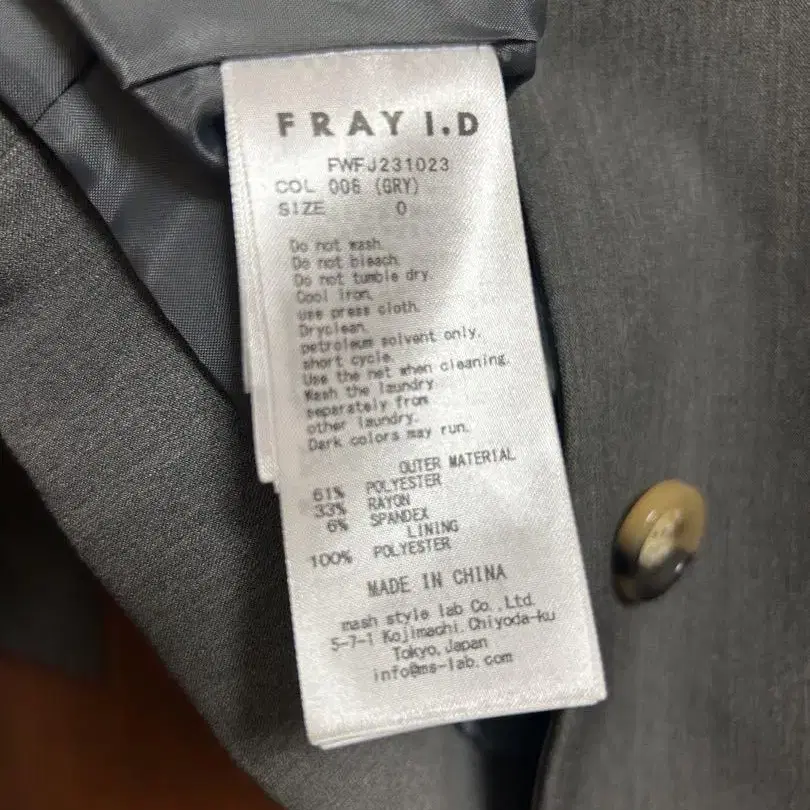 FRAY I.D
FWFJ231023
COL 006 (GRY)
SIZE 0
Do not wash.
Do not bleach.
Do not tumble dry.
Cool iron,
use press cloth.
Dryclean,
petroleum solvent only,
short cycle.
Use the net when cleaning.
Wash the laundry
separately from
other laundry.
Dark colors may run.
OUTER MATERIAL
61% POLYESTER
33% RAYON
6% SPANDEX
LINING
100% POLYESTER
MADE IN CHINA
mash style lab Co.,Ltd.
5-7-1 Kojimachi,Chiyoda-ku
Tokyo,Japan
info@ms-lab.com